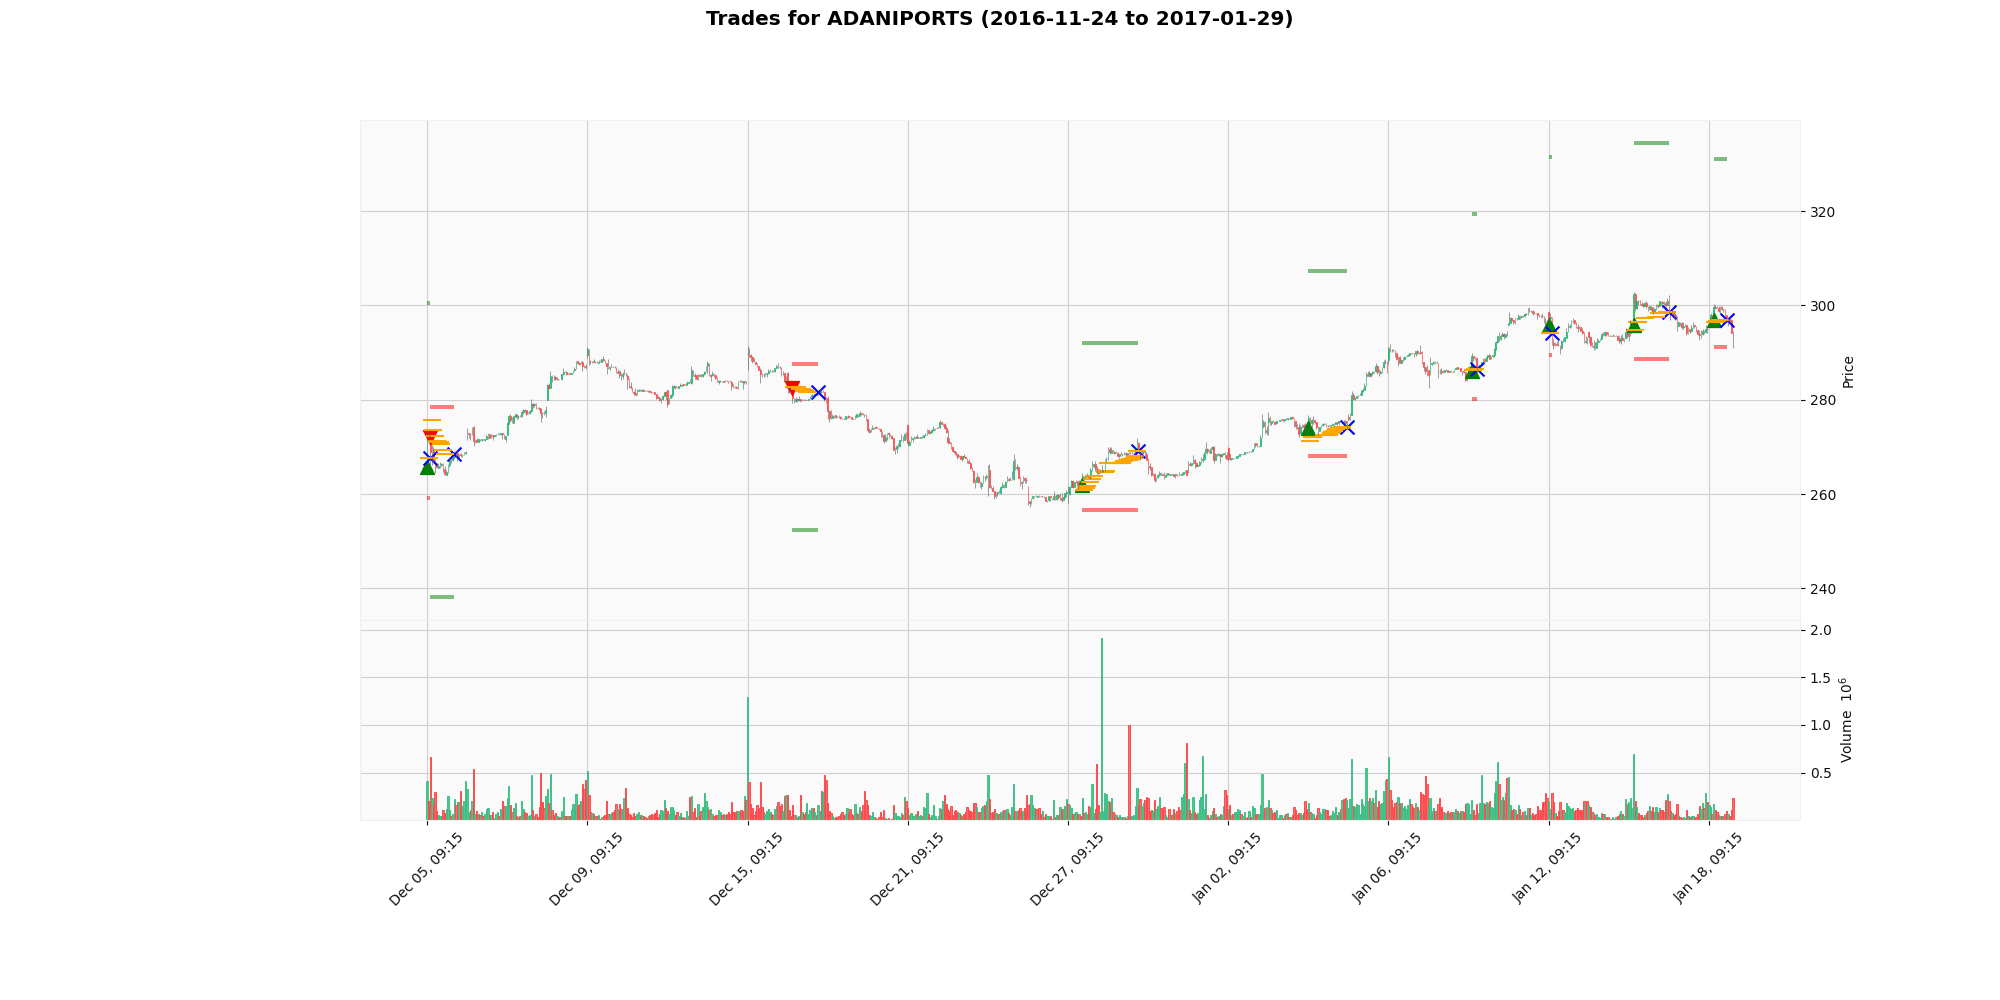 Trades for ADANIPORTS (2016-11-24 to 2017-01-29)
320
300
280
260
240
Price
2.0
1.5
1.0
0.5
Volume 10⁶
Dec 05, 09:15
Dec 09, 09:15
Dec 15, 09:15
Dec 21, 09:15
Dec 27, 09:15
Jan 02, 09:15
Jan 06, 09:15
Jan 12, 09:15
Jan 18, 09:15